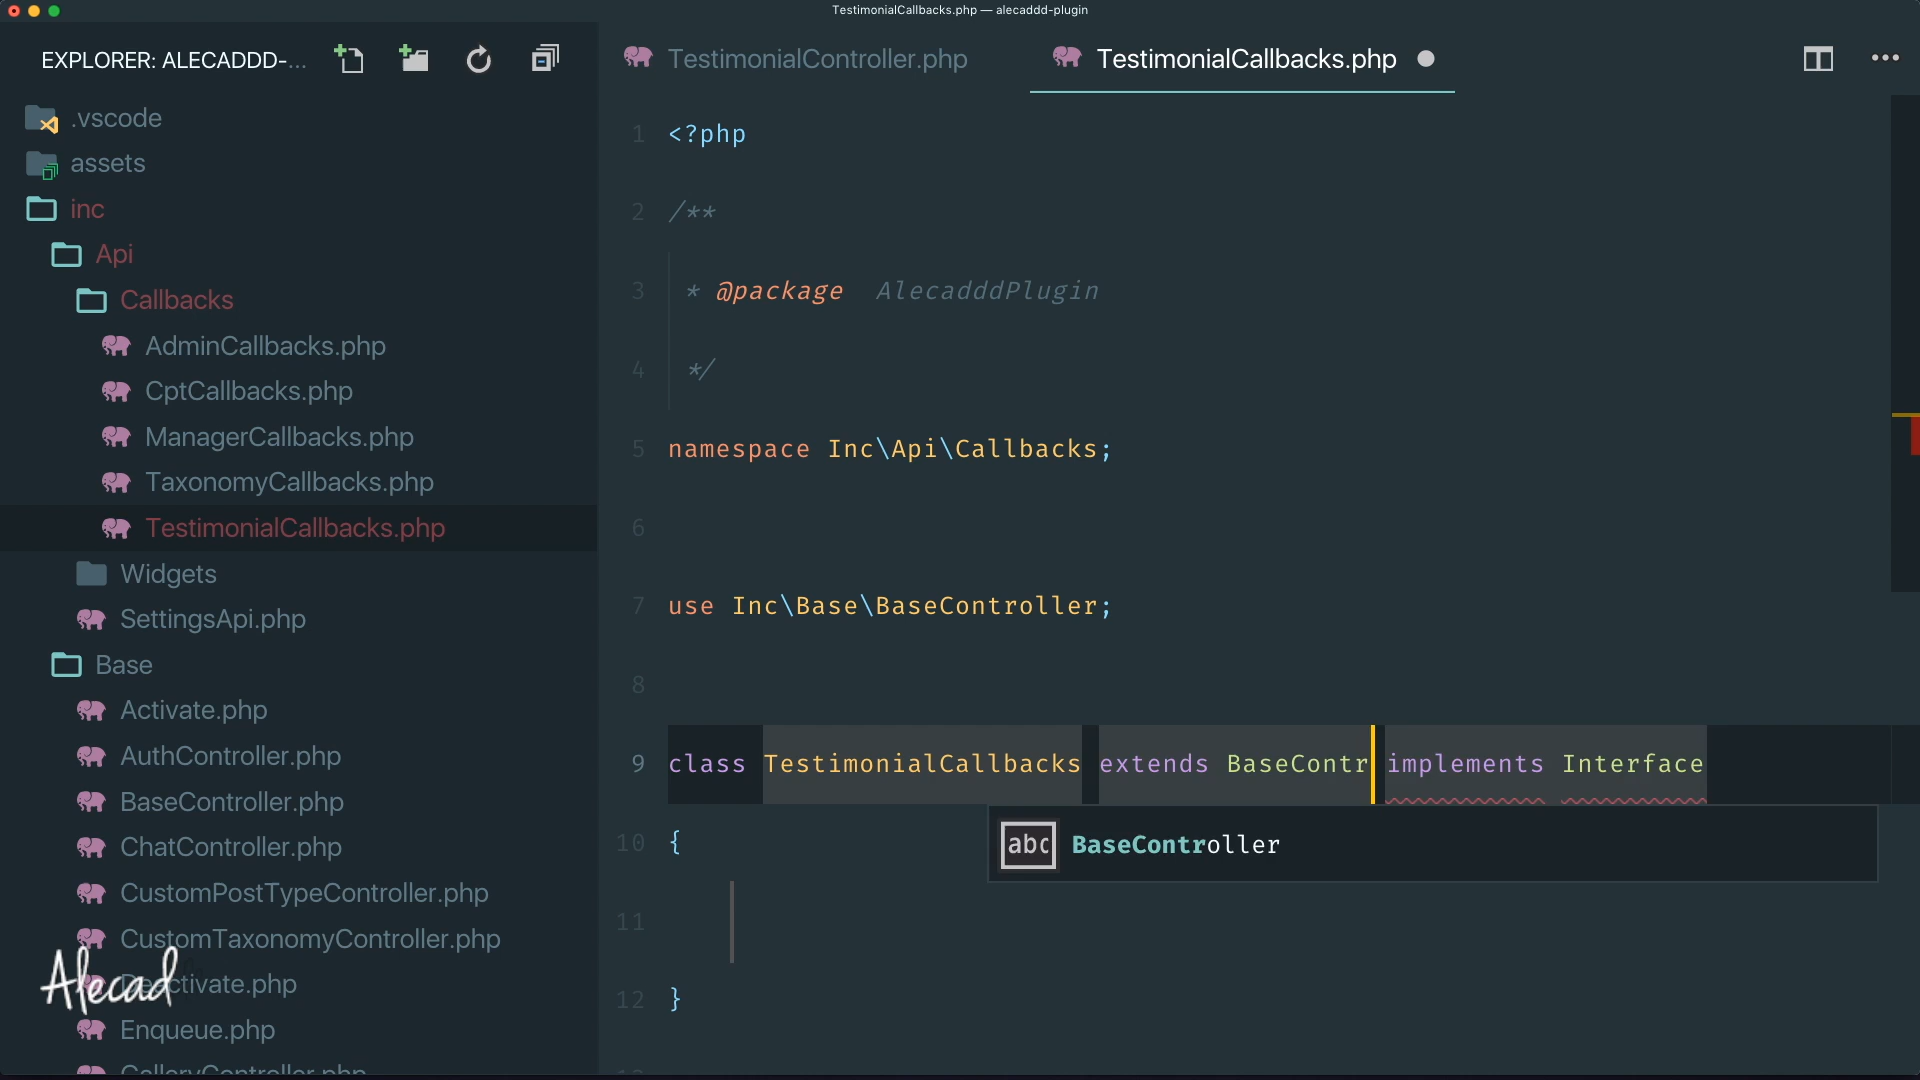 TestimonialCallbacks.php — alecaddd-plugin
EXPLORER: ALECADDD-...
.vscode
assets
inc
Api
Callbacks
AdminCallbacks.php
CptCallbacks.php
ManagerCallbacks.php
TaxonomyCallbacks.php
TestimonialCallbacks.php
Widgets
SettingsApi.php
Base
Activate.php
AuthController.php
BaseController.php
ChatController.php
CustomPostTypeController.php
CustomTaxonomyController.php
Deactivate.php
Enqueue.php
GalleryController.php
Alecad
TestimonialController.php
TestimonialCallbacks.php
1 <?php
2 /**
3 * @package AlecadddPlugin
4 */
5 namespace Inc\Api\Callbacks;
6
7 use Inc\Base\BaseController;
8
9 class TestimonialCallbacks extends BaseContr implements Interface
abc BaseController
10 {
11
12 }